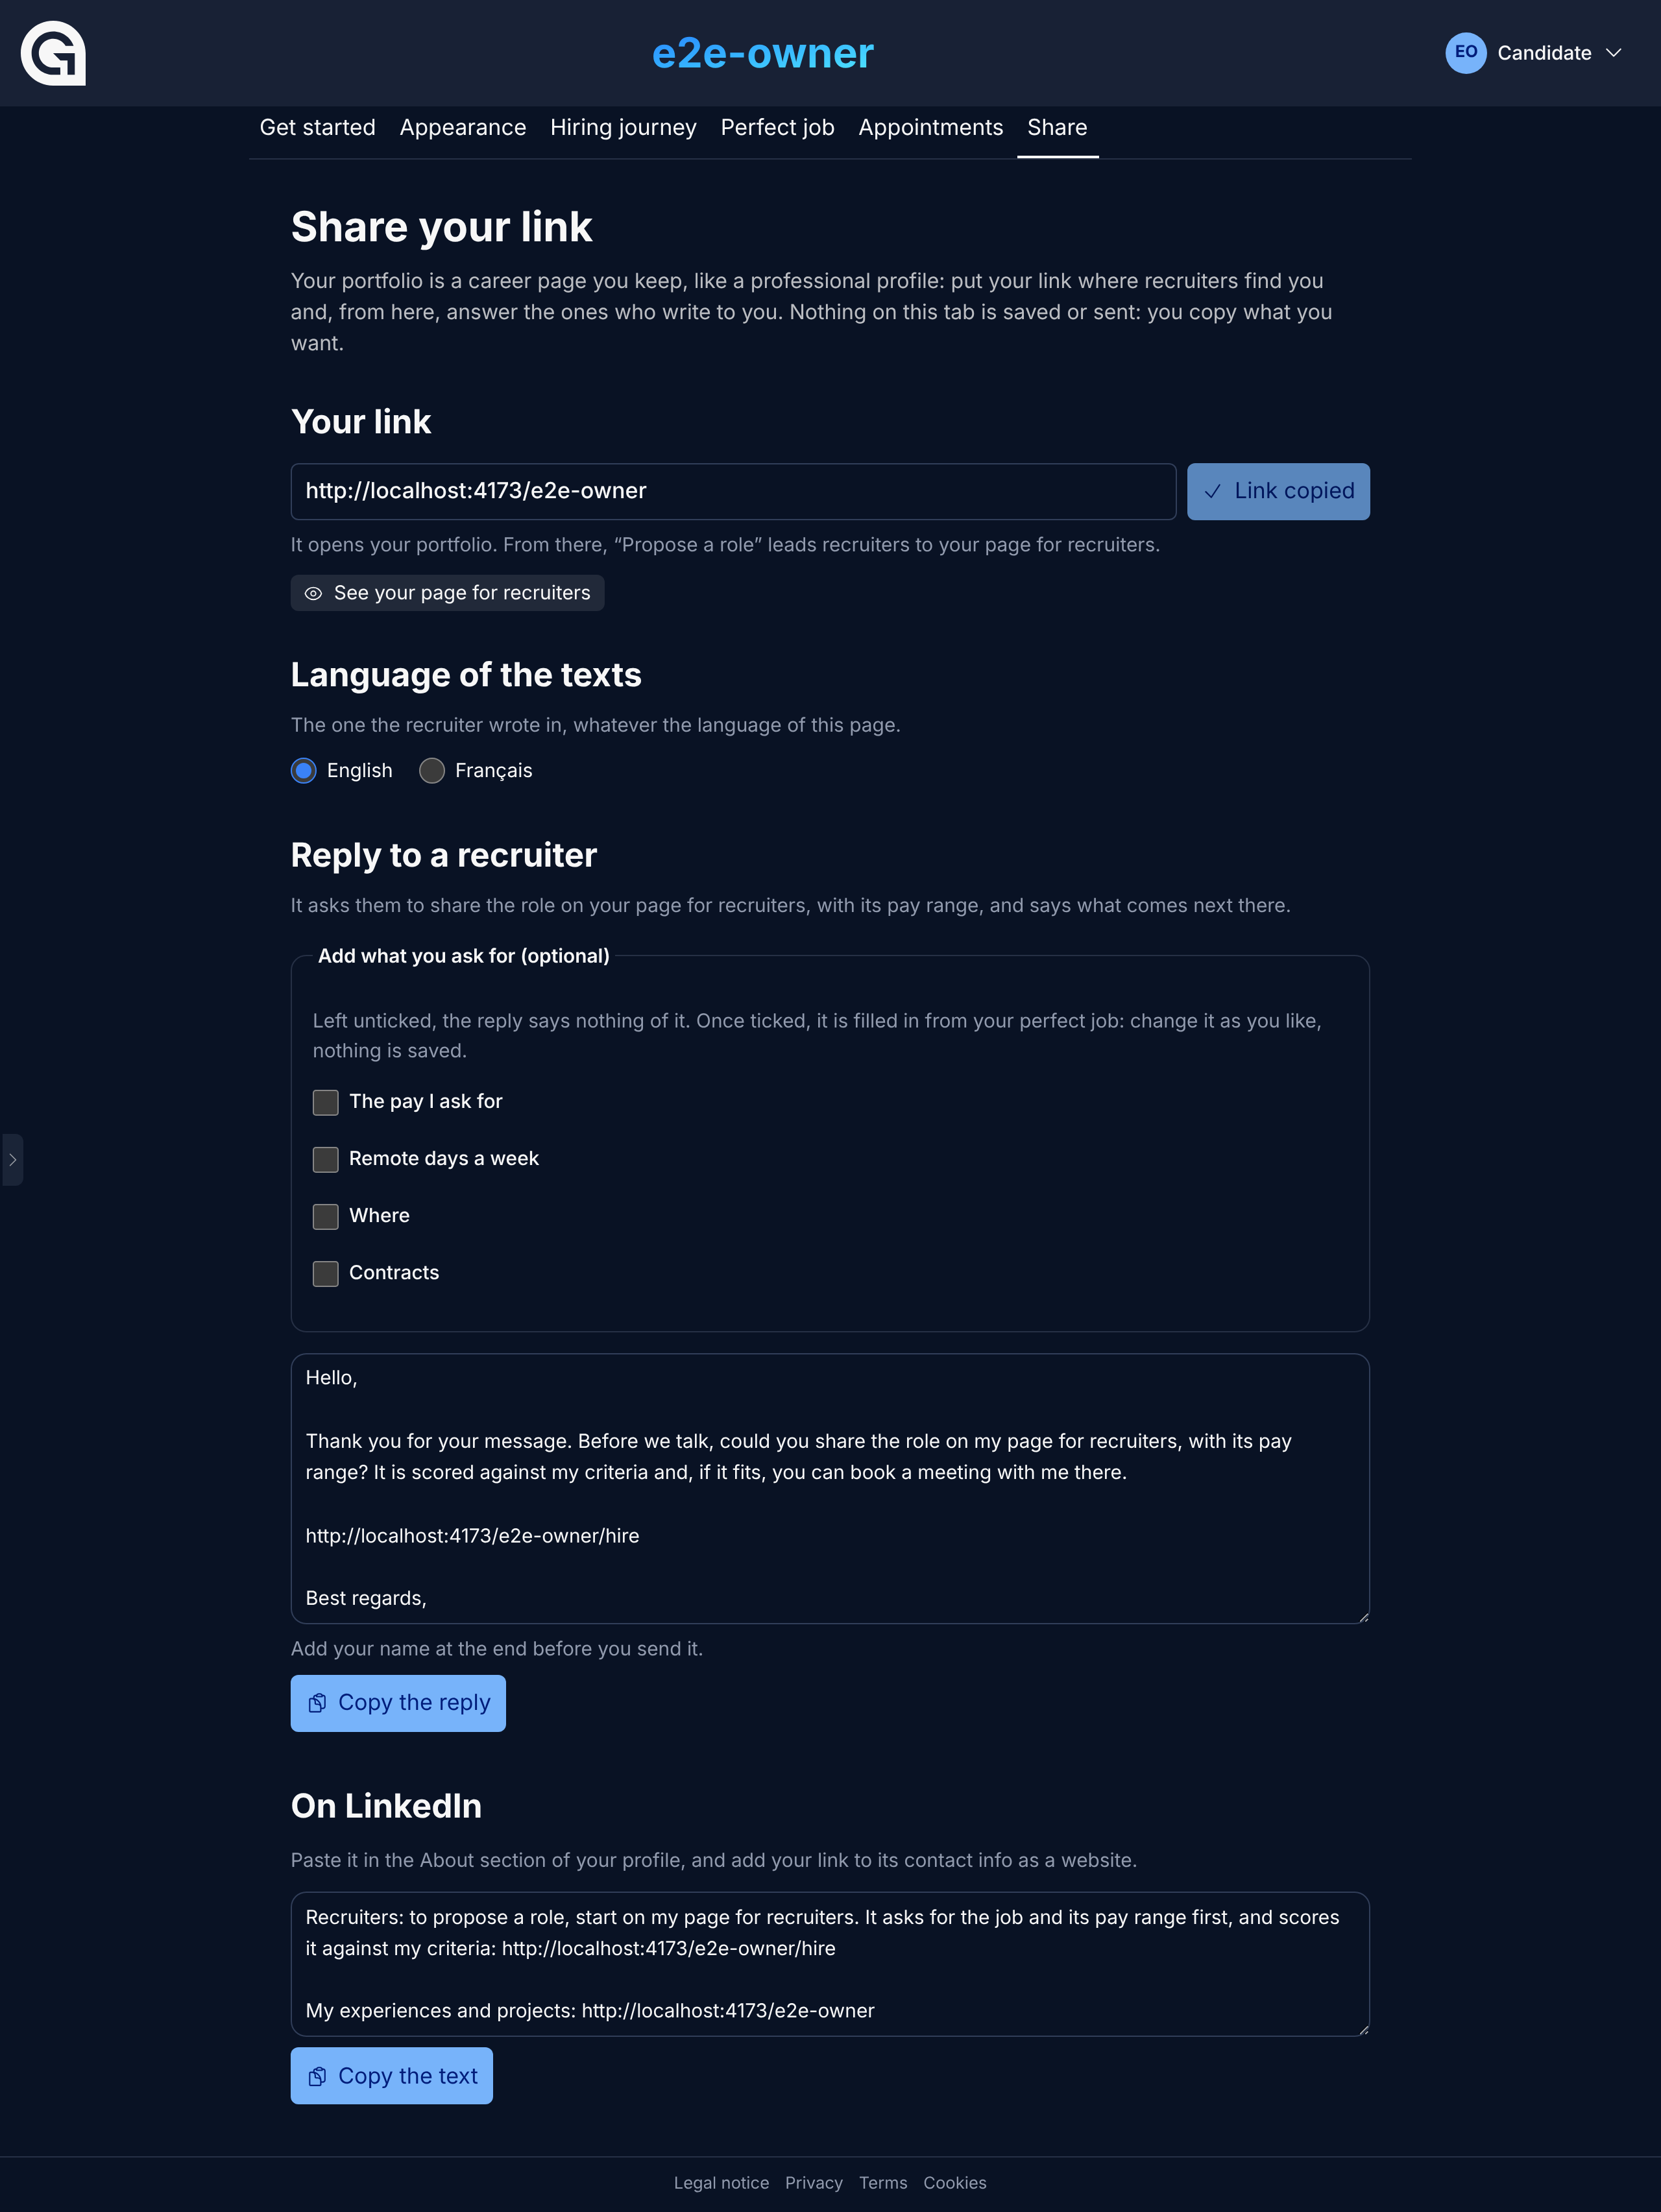 e2e-owner
EO Candidate
Get started Appearance Hiring journey Perfect job Appointments Share
Share your link
Your portfolio is a career page you keep, like a professional profile: put your link where recruiters find you
and, from here, answer the ones who write to you. Nothing on this tab is saved or sent: you copy what you
want.
Your link
http://localhost:4173/e2e-owner
Link copied
It opens your portfolio. From there, “Propose a role” leads recruiters to your page for recruiters.
See your page for recruiters
Language of the texts
The one the recruiter wrote in, whatever the language of this page.
English Français
Reply to a recruiter
It asks them to share the role on your page for recruiters, with its pay range, and says what comes next there.
Add what you ask for (optional)
Left unticked, the reply says nothing of it. Once ticked, it is filled in from your perfect job: change it as you like,
nothing is saved.
The pay I ask for
Remote days a week
Where
Contracts
Hello,
Thank you for your message. Before we talk, could you share the role on my page for recruiters, with its pay
range? It is scored against my criteria and, if it fits, you can book a meeting with me there.
http://localhost:4173/e2e-owner/hire
Best regards,
Add your name at the end before you send it.
Copy the reply
On LinkedIn
Paste it in the About section of your profile, and add your link to its contact info as a website.
Recruiters: to propose a role, start on my page for recruiters. It asks for the job and its pay range first, and scores
it against my criteria: http://localhost:4173/e2e-owner/hire
My experiences and projects: http://localhost:4173/e2e-owner
Copy the text
Legal notice Privacy Terms Cookies